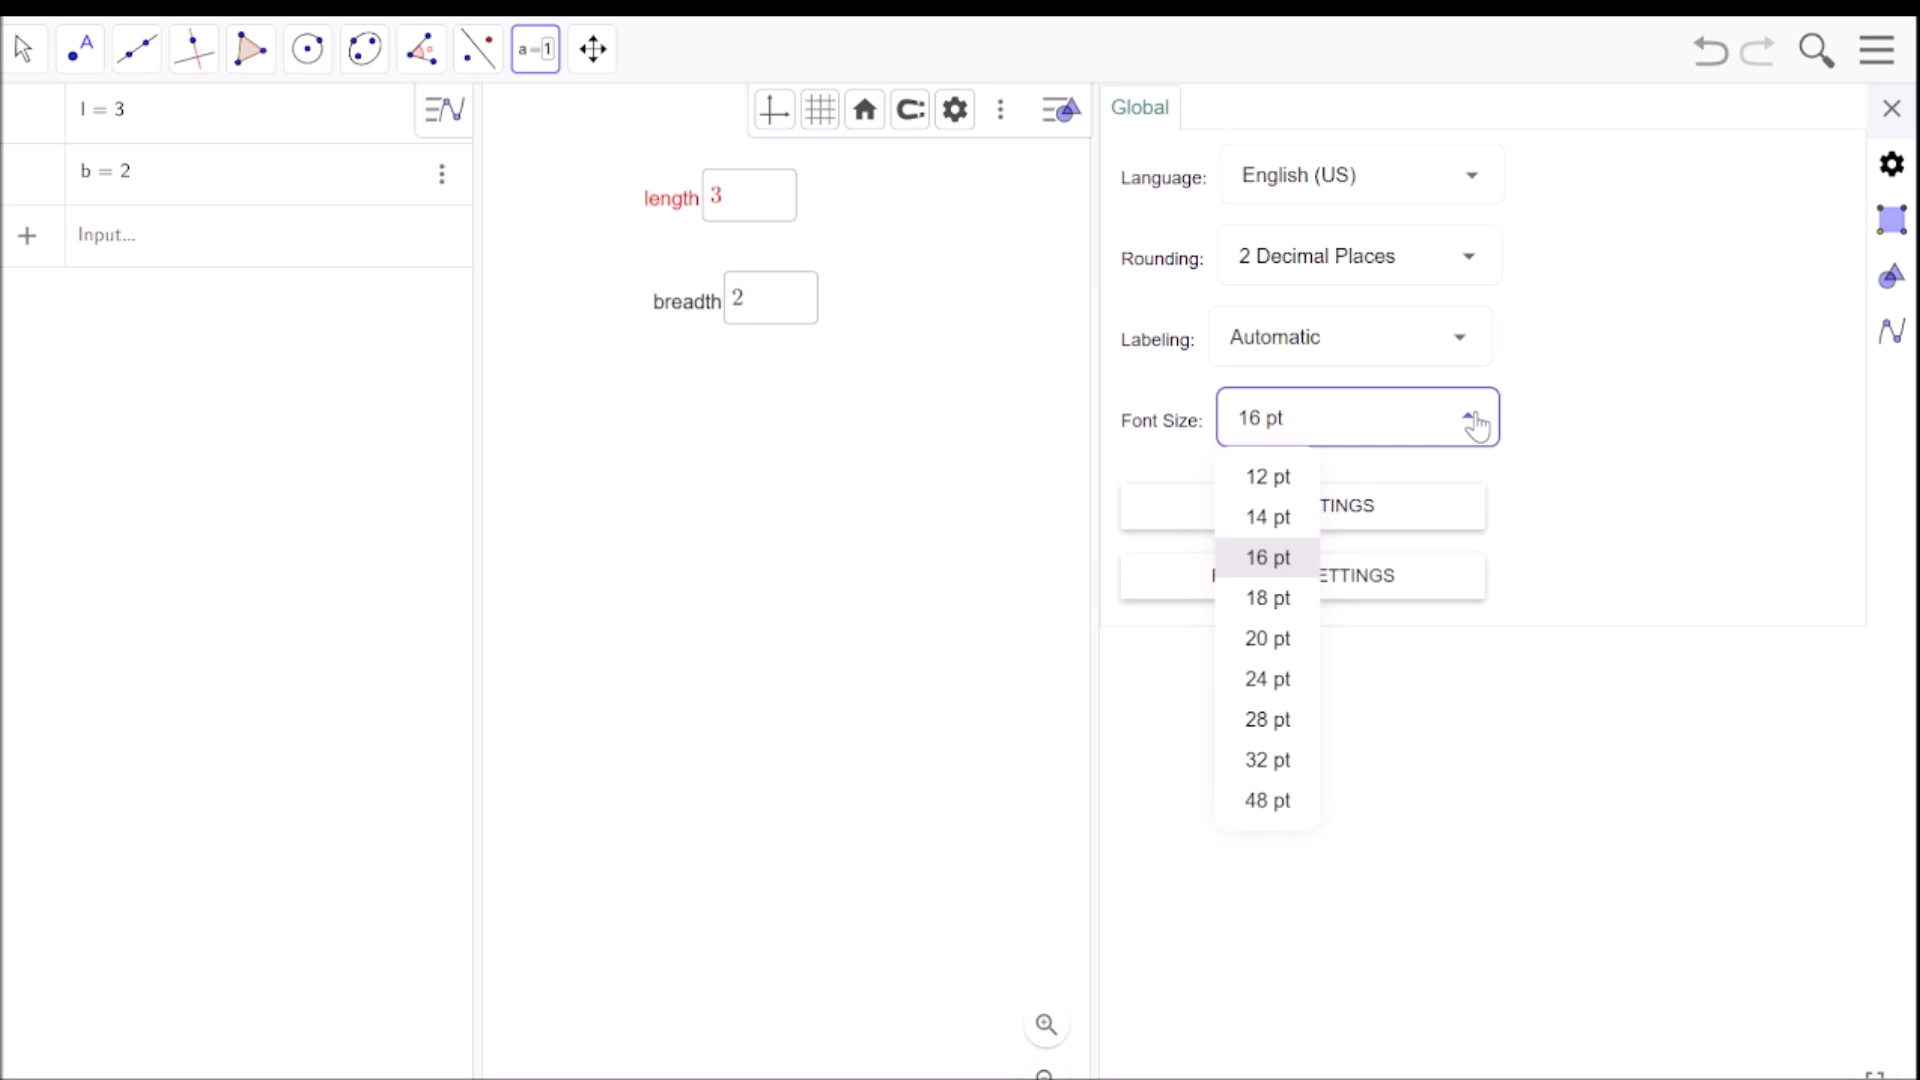 A
a=1
l = 3
b = 2
Input...
length 3
breadth 2
Global
Language: English (US)
Rounding: 2 Decimal Places
Labeling: Automatic
Font Size: 16 pt
12 pt
14 pt
16 pt
18 pt
20 pt
24 pt
28 pt
32 pt
48 pt
TINGS
ETTINGS